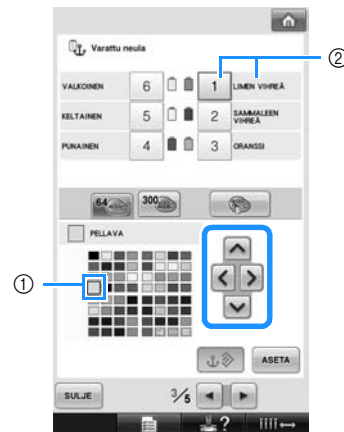 Varattu neula
②
VALKOINEN 6 1 LIMEN VIHREÄ
KELTAINEN 5 2 SAMMALEEN VIHREÄ
PUNAINEN 4 3 ORANSSI
64 300
PELLAVA
①
ASETA
SULJE 3/5
?